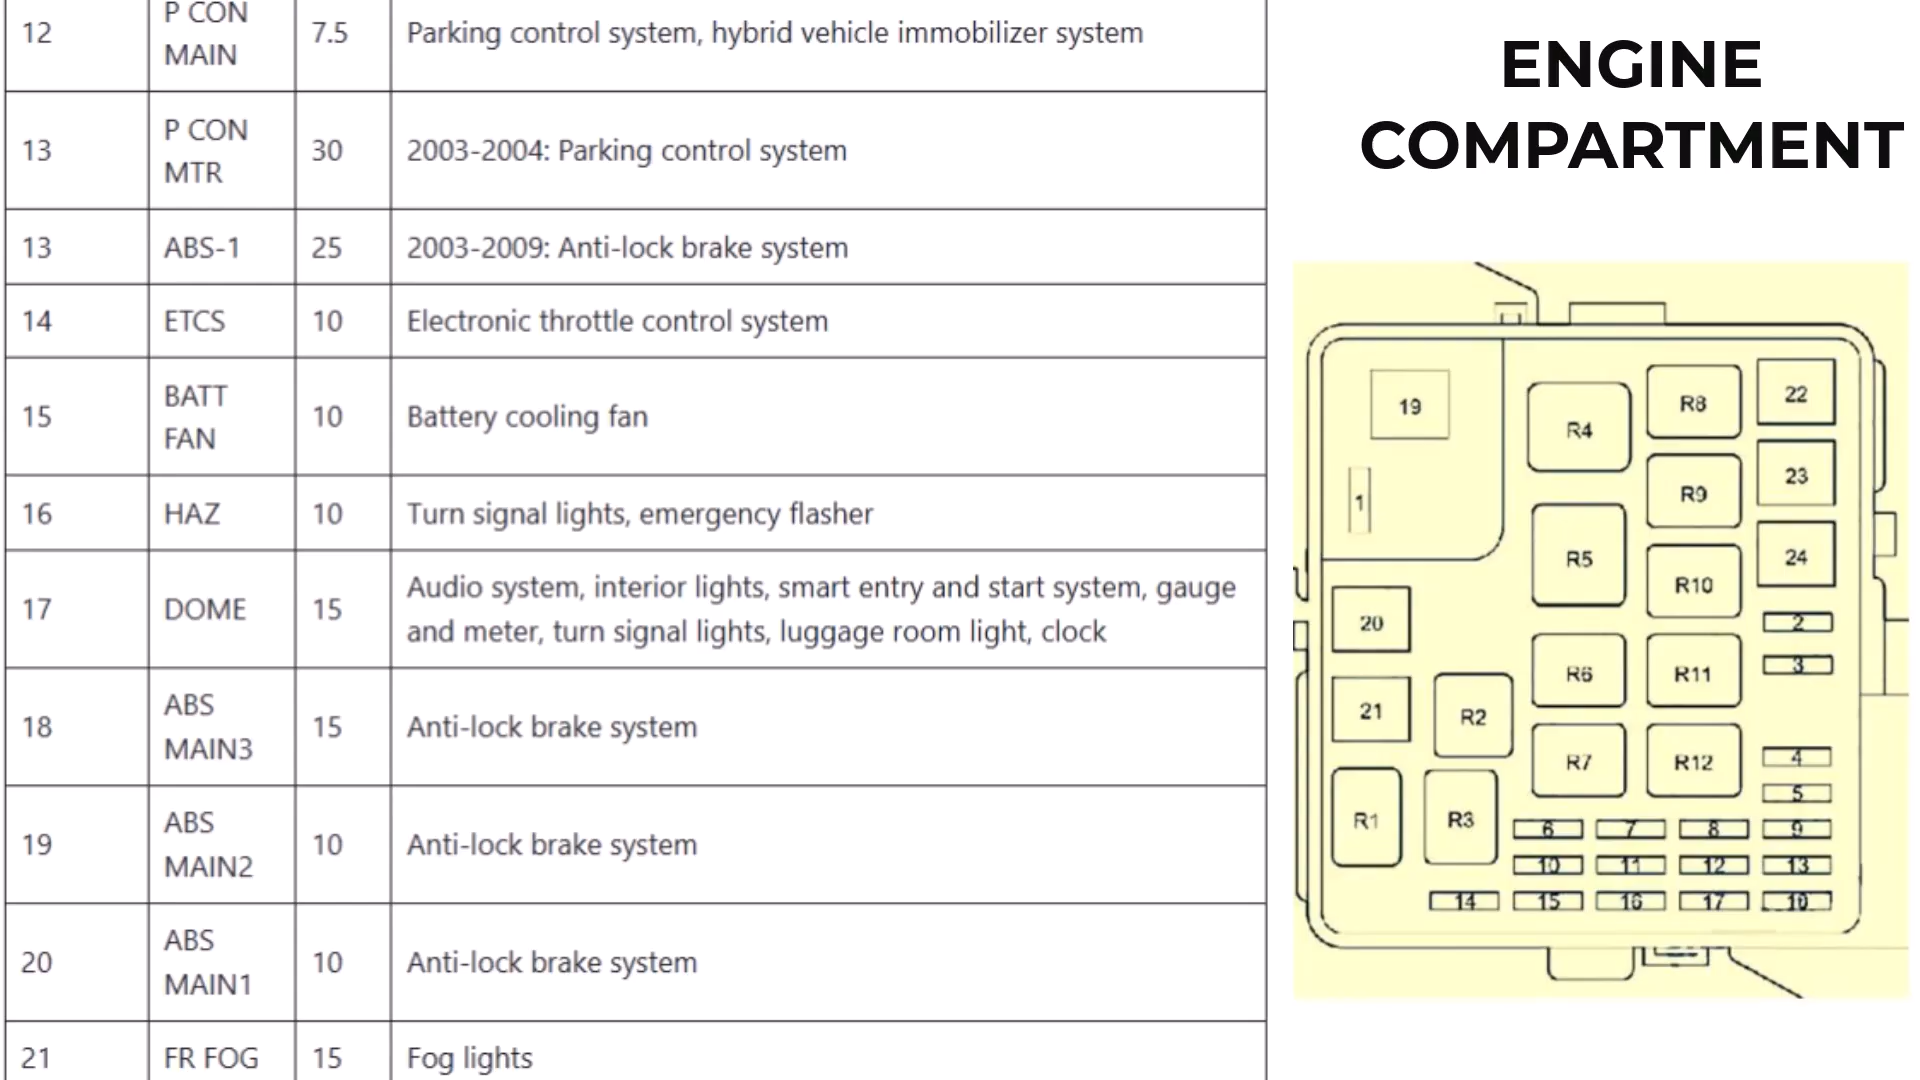 12 P CON MAIN 7.5 Parking control system, hybrid vehicle immobilizer system
13 P CON MTR 30 2003-2004: Parking control system
13 ABS-1 25 2003-2009: Anti-lock brake system
14 ETCS 10 Electronic throttle control system
15 BATT FAN 10 Battery cooling fan
16 HAZ 10 Turn signal lights, emergency flasher
17 DOME 15 Audio system, interior lights, smart entry and start system, gauge
and meter, turn signal lights, luggage room light, clock
18 ABS MAIN3 15 Anti-lock brake system
19 ABS MAIN2 10 Anti-lock brake system
20 ABS MAIN1 10 Anti-lock brake system
21 FR FOG 15 Fog lights
ENGINE
COMPARTMENT
19 R4 R8 22
1 R9 23
R5 R10 24
20 2
R6 R11 3
21 R2
R7 R12 4
5
R1 R3
6 7 8 9
10 11 12 13
14 15 16 17